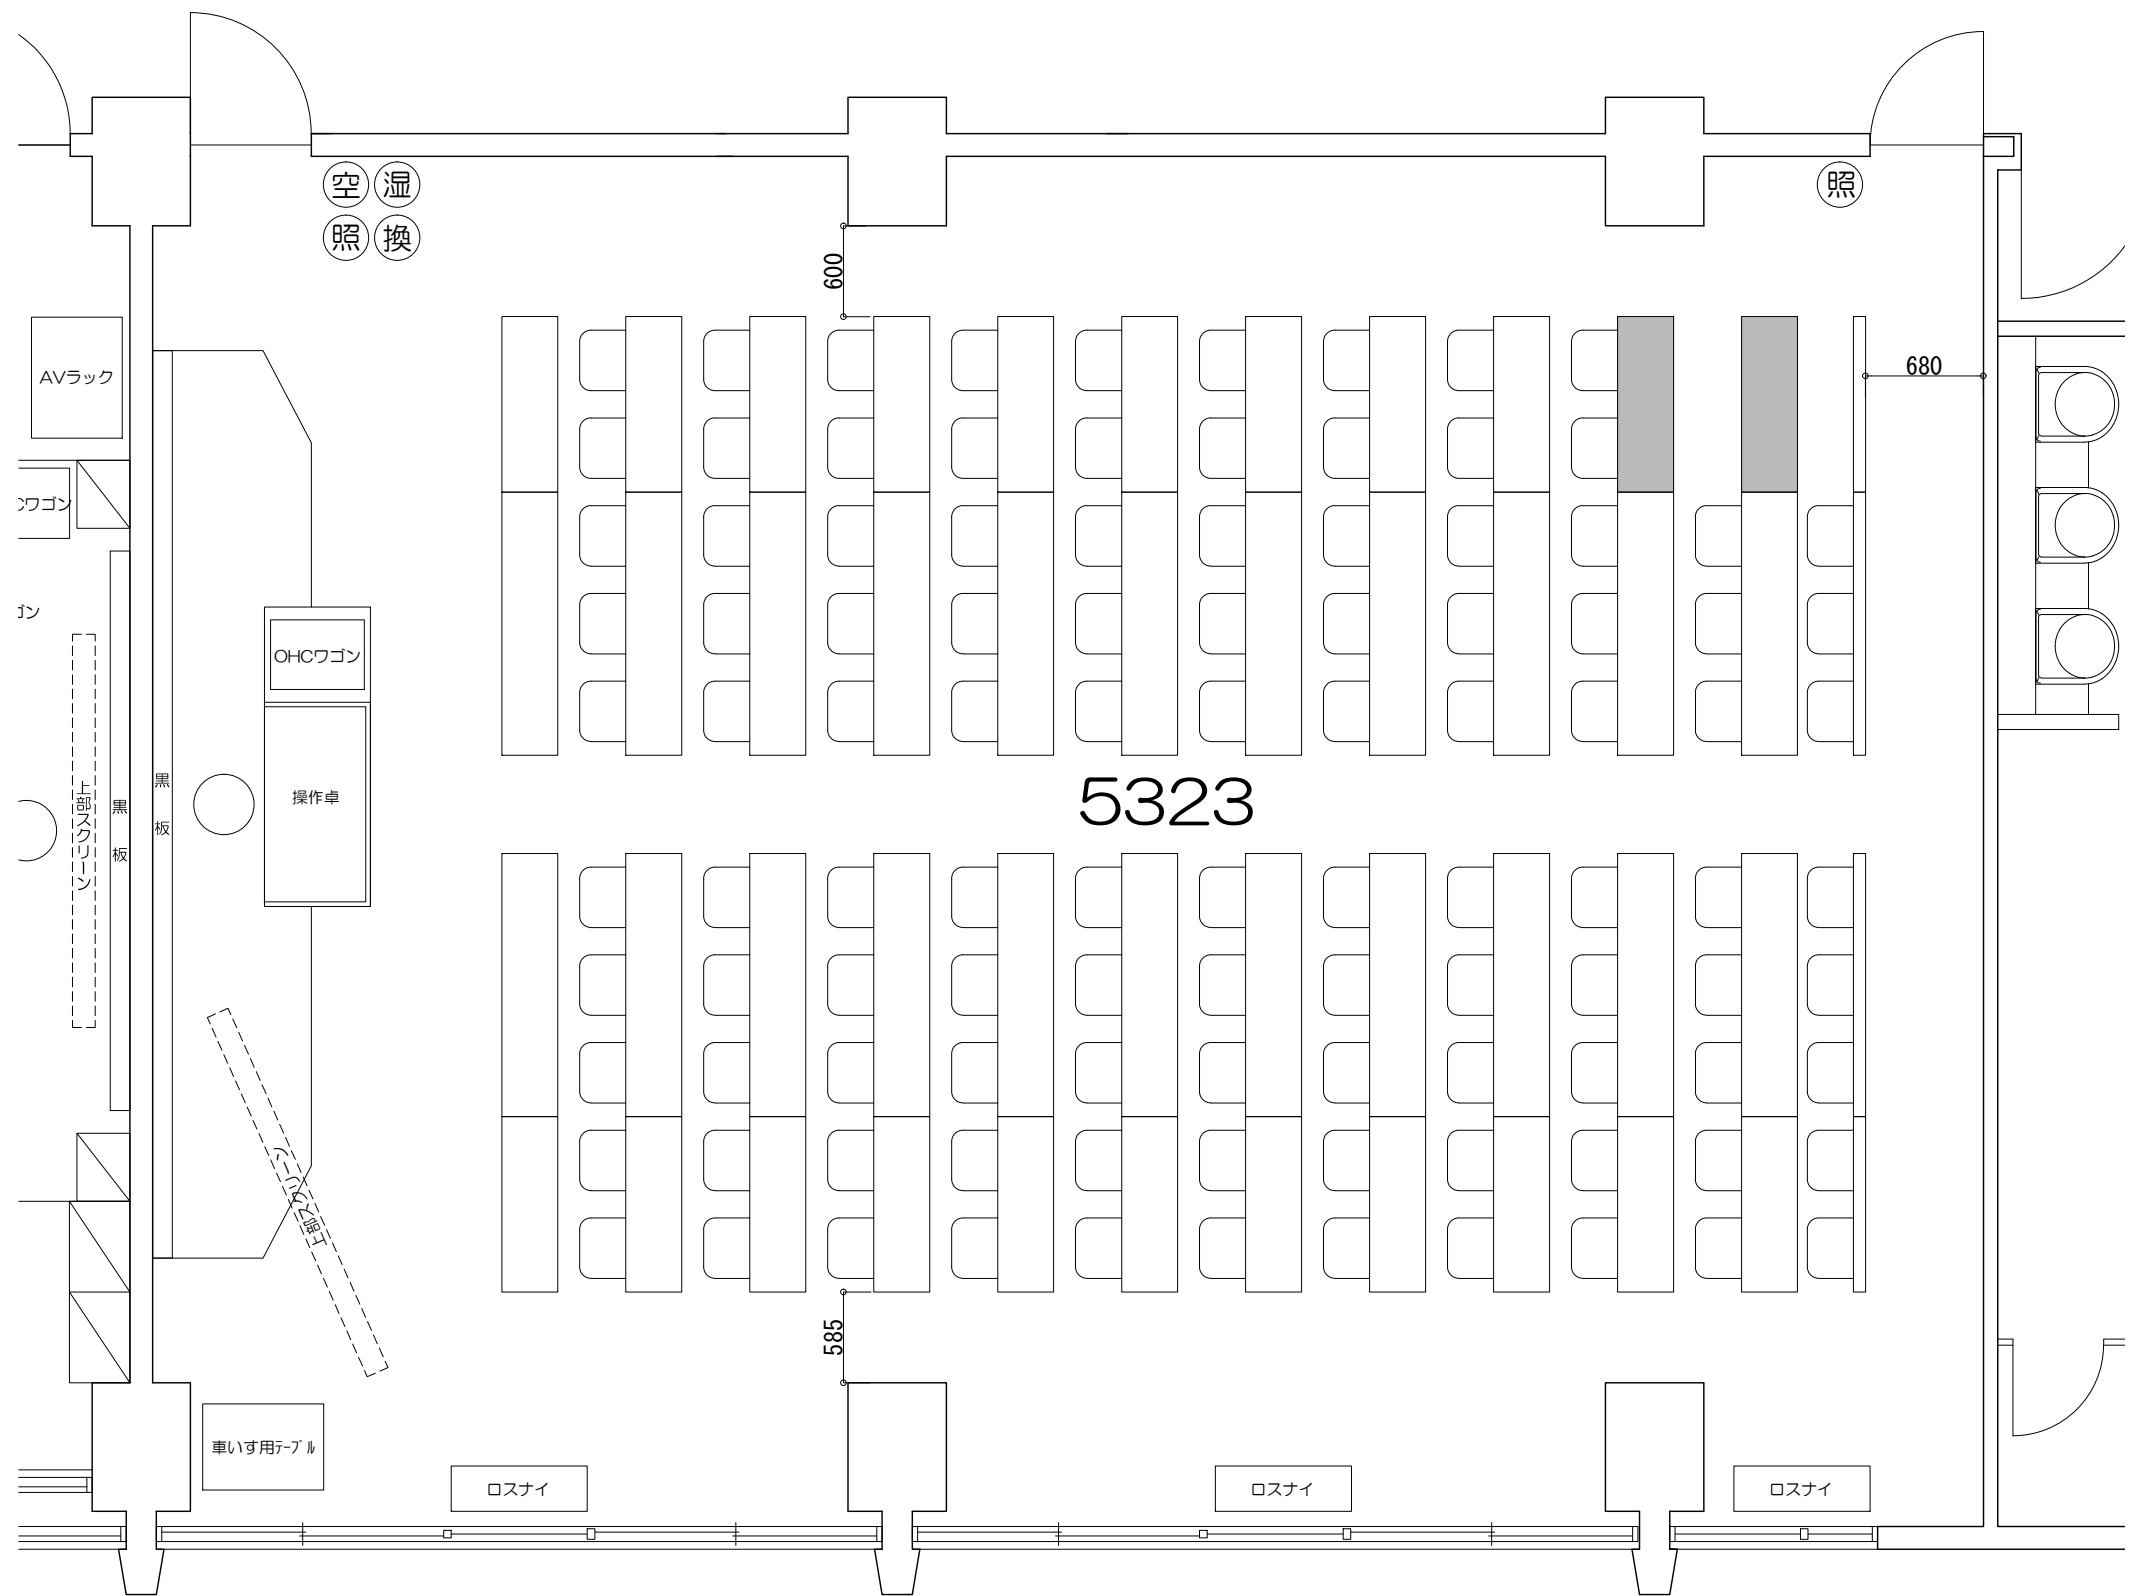 空 湿
照 換
照
600
680
AVラック
Cワゴン
ゴン
OHCワゴン
操作卓
黒板
黒板
上部スクリーン
5323
上部スクリーン
585
車いす用ﾃｰﾌﾞﾙ
ロスナイ
ロスナイ
ロスナイ